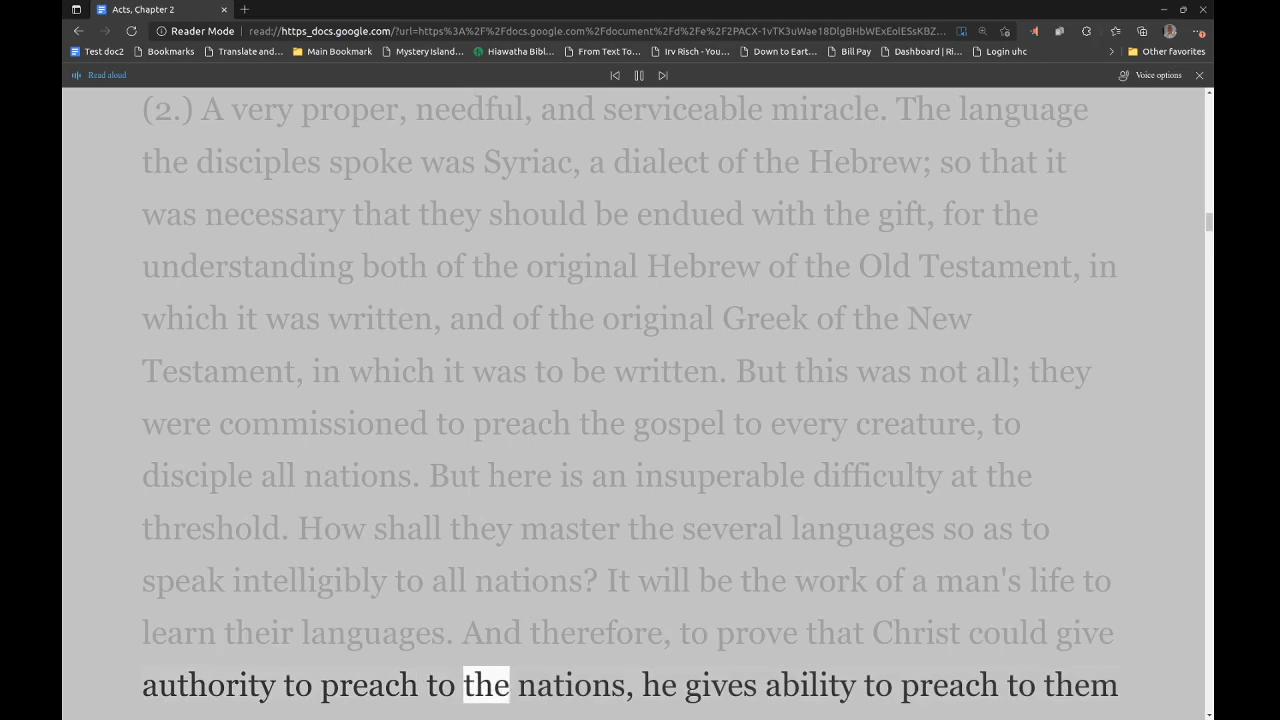 Acts, Chapter 2
Reader Mode
read://https_docs.google.com/?url=https%3A%2F%2Fdocs.google.com%2Fdocument%2Fd%2Fe%2F2PACX-1vTK3uWae18DlgBHbWExEolESsKBZ...
Test doc2 Bookmarks Translate and... Main Bookmark Mystery Island... Hiawatha Bibl... From Text To... Irv Risch - You... Down to Eart... Bill Pay Dashboard | Ri... Login uhc Other favorites
Read aloud Voice options
(2.) A very proper, needful, and serviceable miracle. The language
the disciples spoke was Syriac, a dialect of the Hebrew; so that it
was necessary that they should be endued with the gift, for the
understanding both of the original Hebrew of the Old Testament, in
which it was written, and of the original Greek of the New
Testament, in which it was to be written. But this was not all; they
were commissioned to preach the gospel to every creature, to
disciple all nations. But here is an insuperable difficulty at the
threshold. How shall they master the several languages so as to
speak intelligibly to all nations? It will be the work of a man's life to
learn their languages. And therefore, to prove that Christ could give
authority to preach to the nations, he gives ability to preach to them